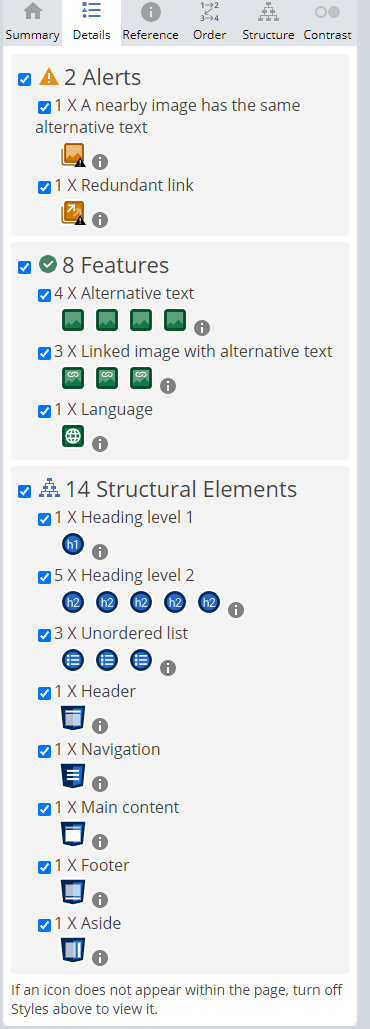 1→2
3→4
Summary Details Reference Order Structure Contrast
2 Alerts
1 X A nearby image has the same
alternative text
1 X Redundant link
8 Features
4 X Alternative text
3 X Linked image with alternative text
1 X Language
14 Structural Elements
1 X Heading level 1
h1
5 X Heading level 2
h2 h2 h2 h2 h2
3 X Unordered list
1 X Header
1 X Navigation
1 X Main content
1 X Footer
1 X Aside
If an icon does not appear within the page, turn off
Styles above to view it.